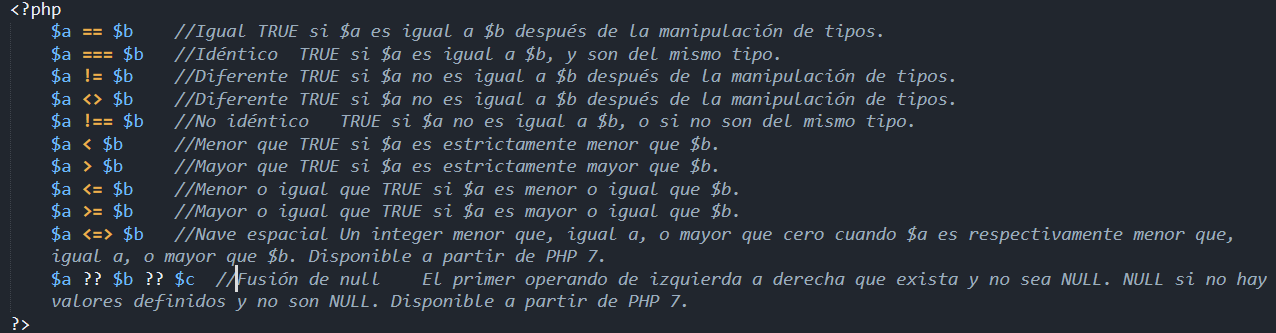 <?php
$a == $b    //Igual TRUE si $a es igual a $b después de la manipulación de tipos.
$a === $b   //Idéntico  TRUE si $a es igual a $b, y son del mismo tipo.
$a != $b    //Diferente TRUE si $a no es igual a $b después de la manipulación de tipos.
$a <> $b    //Diferente TRUE si $a no es igual a $b después de la manipulación de tipos.
$a !== $b   //No idéntico   TRUE si $a no es igual a $b, o si no son del mismo tipo.
$a < $b     //Menor que TRUE si $a es estrictamente menor que $b.
$a > $b     //Mayor que TRUE si $a es estrictamente mayor que $b.
$a <= $b    //Menor o igual que TRUE si $a es menor o igual que $b.
$a >= $b    //Mayor o igual que TRUE si $a es mayor o igual que $b.
$a <=> $b   //Nave espacial Un integer menor que, igual a, o mayor que cero cuando $a es respectivamente menor que,
igual a, o mayor que $b. Disponible a partir de PHP 7.
$a ?? $b ?? $c  //Fusión de null    El primer operando de izquierda a derecha que exista y no sea NULL. NULL si no hay
valores definidos y no son NULL. Disponible a partir de PHP 7.
?>